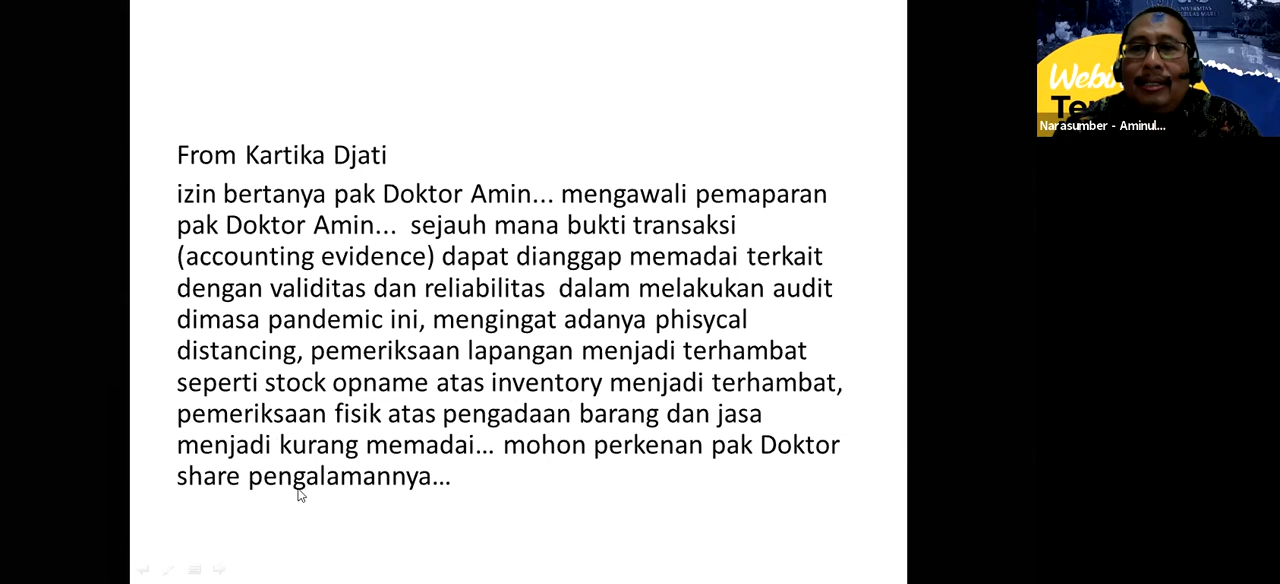 From Kartika Djati
izin bertanya pak Doktor Amin... mengawali pemaparan
pak Doktor Amin... sejauh mana bukti transaksi
(accounting evidence) dapat dianggap memadai terkait
dengan validitas dan reliabilitas dalam melakukan audit
dimasa pandemic ini, mengingat adanya phisycal
distancing, pemeriksaan lapangan menjadi terhambat
seperti stock opname atas inventory menjadi terhambat,
pemeriksaan fisik atas pengadaan barang dan jasa
menjadi kurang memadai... mohon perkenan pak Doktor
share pengalamannya...
Narasumber - Aminul...